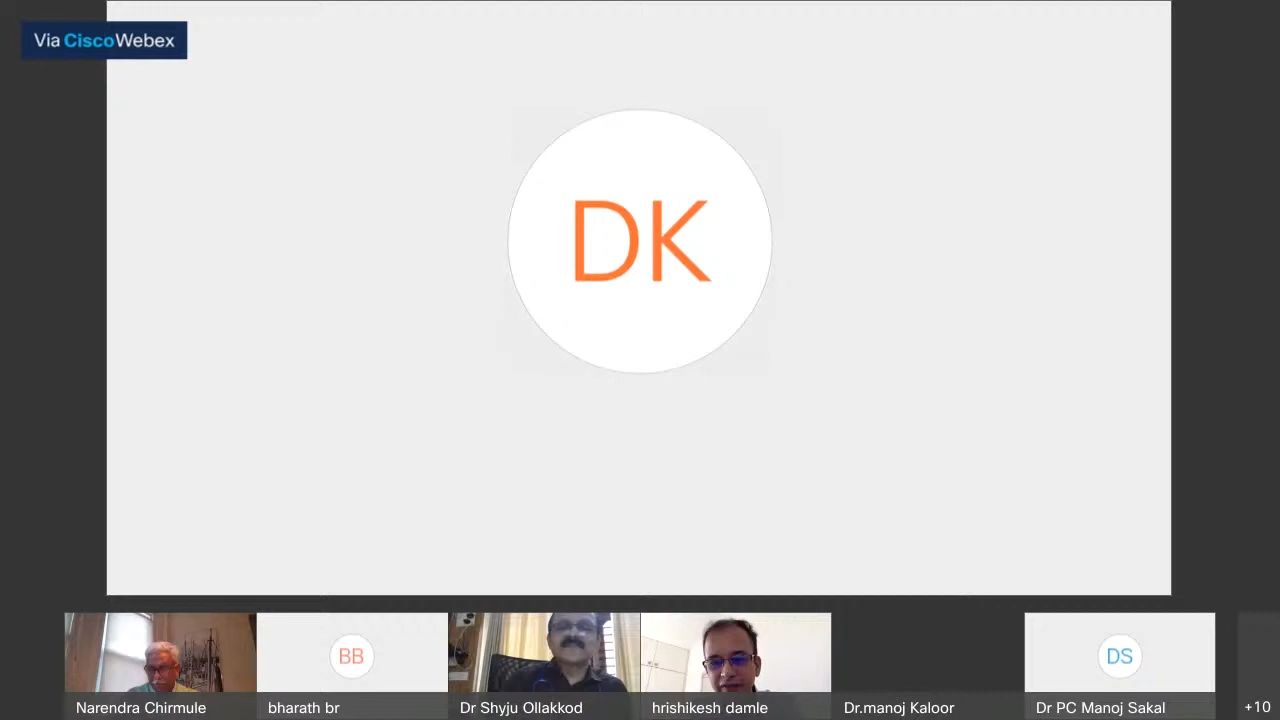 Via CiscoWebex
DK
BB
DS
Narendra Chirmule
bharath br
Dr Shyju Ollakkod
hrishikesh damle
Dr.manoj Kaloor
Dr PC Manoj Sakal
+10